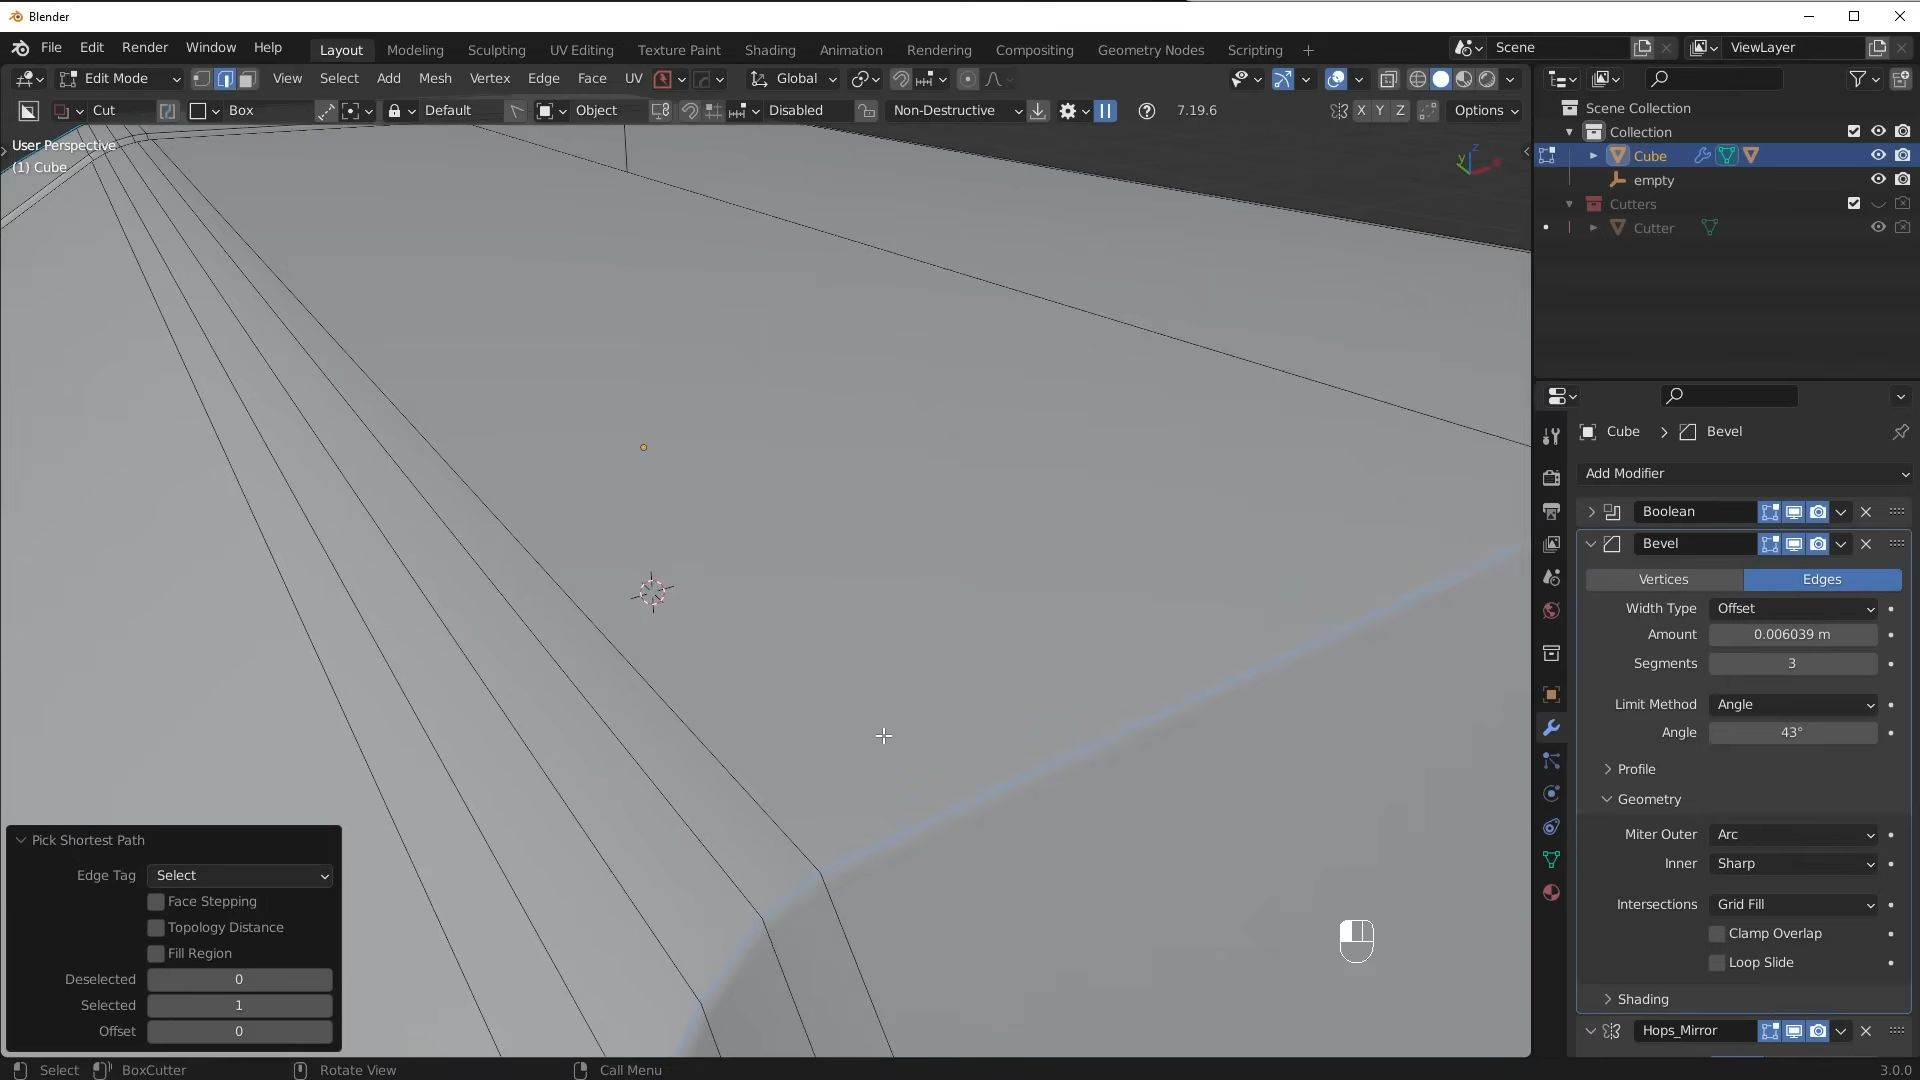 Blender
File Edit Render Window Help Layout Modeling Sculpting UV Editing Texture Paint Shading Animation Rendering Compositing Geometry Nodes Scripting + Scene ViewLayer
Edit Mode View Select Add Mesh Vertex Edge Face UV Global
Cut Box Default Object Disabled Non-Destructive 7.19.6 X Y Z Options
User Perspective
(1) Cube
Z
Y
X
Scene Collection
Collection
Cube
empty
Cutters
Cutter
Cube > Bevel
Add Modifier
Boolean
Bevel
Vertices Edges
Width Type Offset
Amount 0.006039 m
Segments 3
Limit Method Angle
Angle 43°
Profile
Geometry
Miter Outer Arc
Inner Sharp
Intersections Grid Fill
Clamp Overlap
Loop Slide
Shading
Hops_Mirror
Pick Shortest Path
Edge Tag Select
Face Stepping
Topology Distance
Fill Region
Deselected 0
Selected 1
Offset 0
Select BoxCutter Rotate View Call Menu 3.0.0